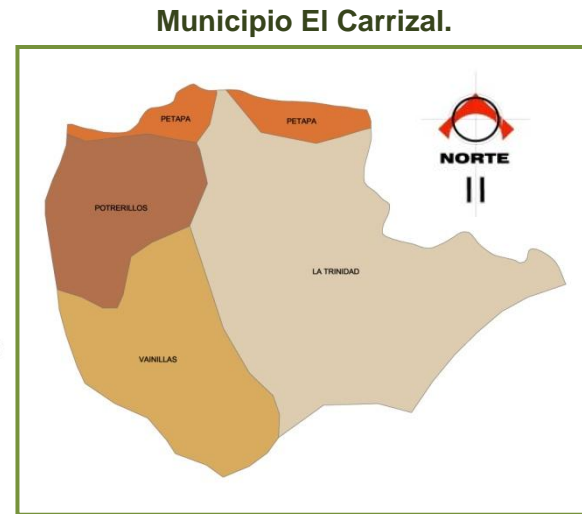 Municipio El Carrizal.
PETAPA
PETAPA
NORTE
POTRERILLOS
LA TRINIDAD
VAINILLAS